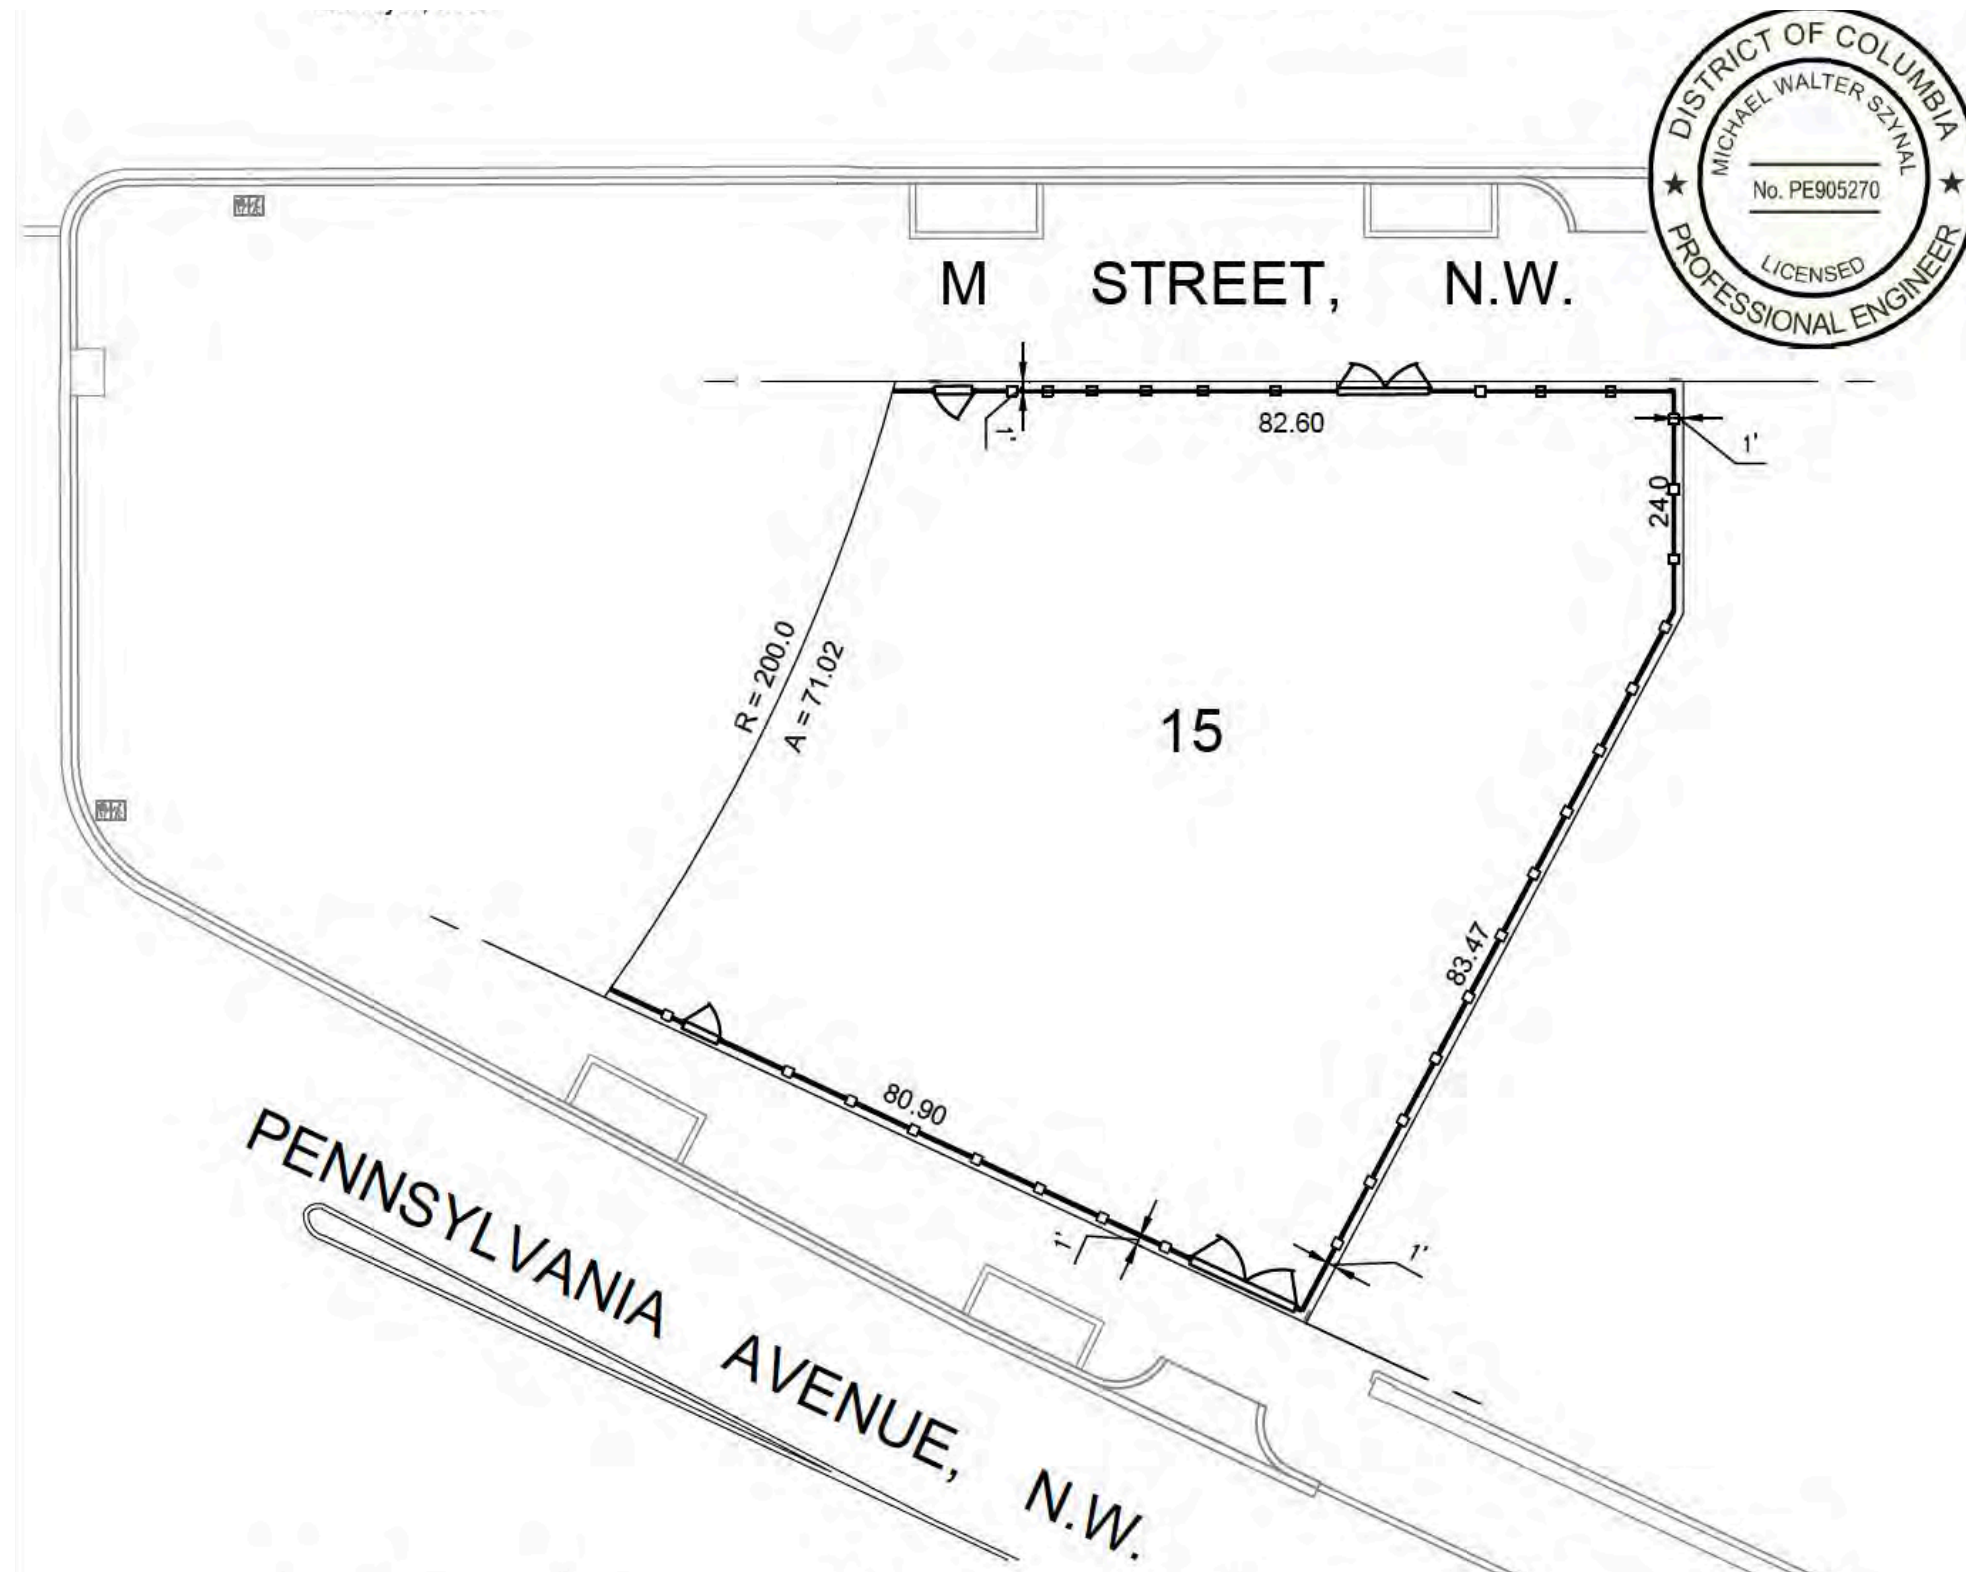 DISTRICT OF COLUMBIA
MICHAEL WALTER SZYNAL
No. PE905270
LICENSED
PROFESSIONAL ENGINEER
M STREET, N.W.
1'
82.60
1'
24.0
R = 200.0
A = 71.02
15
83.47
80.90
1'
1'
PENNSYLVANIA AVENUE, N.W.